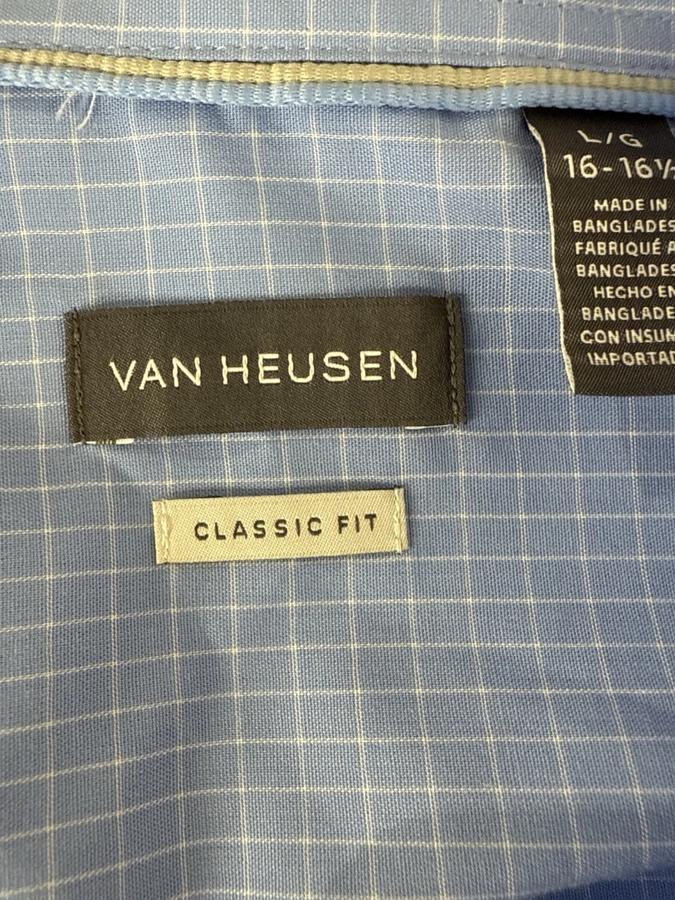 L/G
16-16½
MADE IN
BANGLADES
FABRIQUÉ A
BANGLADES
HECHO EN
BANGLADE
CON INSUM
IMPORTAD
VAN HEUSEN
CLASSIC FIT